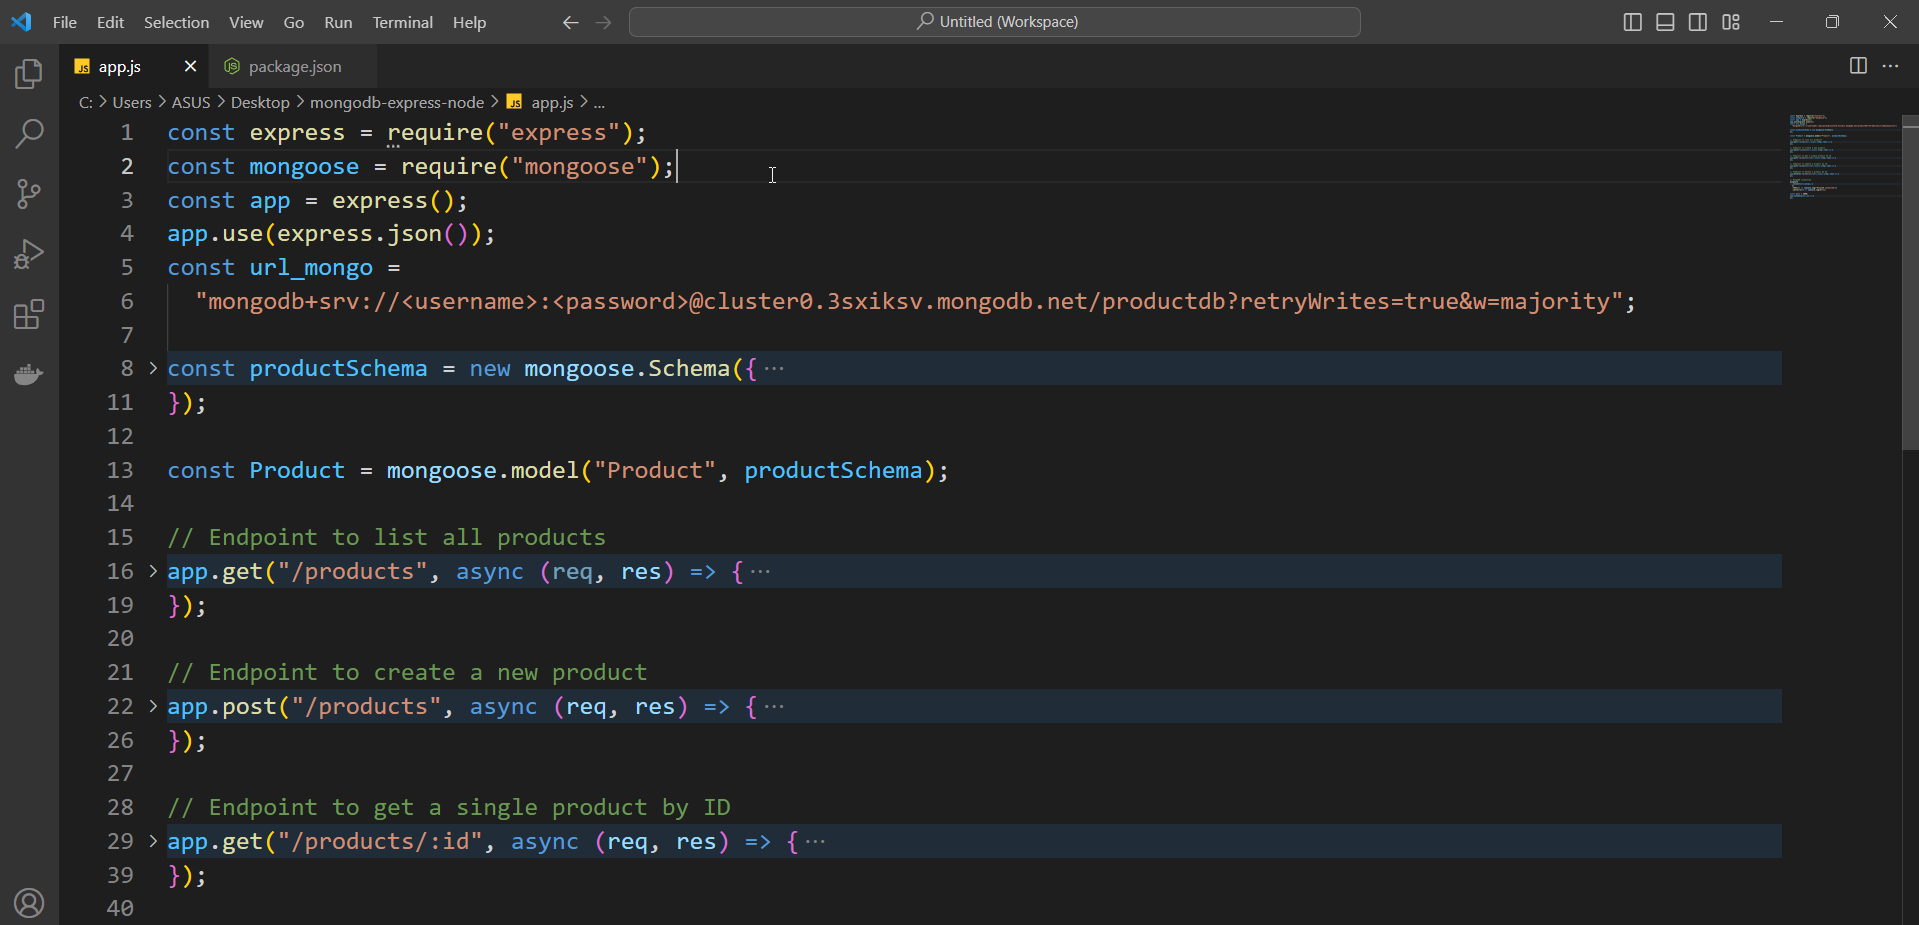 File Edit Selection View Go Run Terminal Help Untitled (Workspace)
app.js package.json
C: > Users > ASUS > Desktop > mongodb-express-node > JS app.js > ...
1 const express = require("express");
2 const mongoose = require("mongoose");
3 const app = express();
4 app.use(express.json());
5 const url_mongo =
6 "mongodb+srv://<username>:<password>@cluster0.3sxiksv.mongodb.net/productdb?retryWrites=true&w=majority";
7
8 const productSchema = new mongoose.Schema({ ···
11 });
12
13 const Product = mongoose.model("Product", productSchema);
14
15 // Endpoint to list all products
16 app.get("/products", async (req, res) => { ···
19 });
20
21 // Endpoint to create a new product
22 app.post("/products", async (req, res) => { ···
26 });
27
28 // Endpoint to get a single product by ID
29 app.get("/products/:id", async (req, res) => { ···
39 });
40